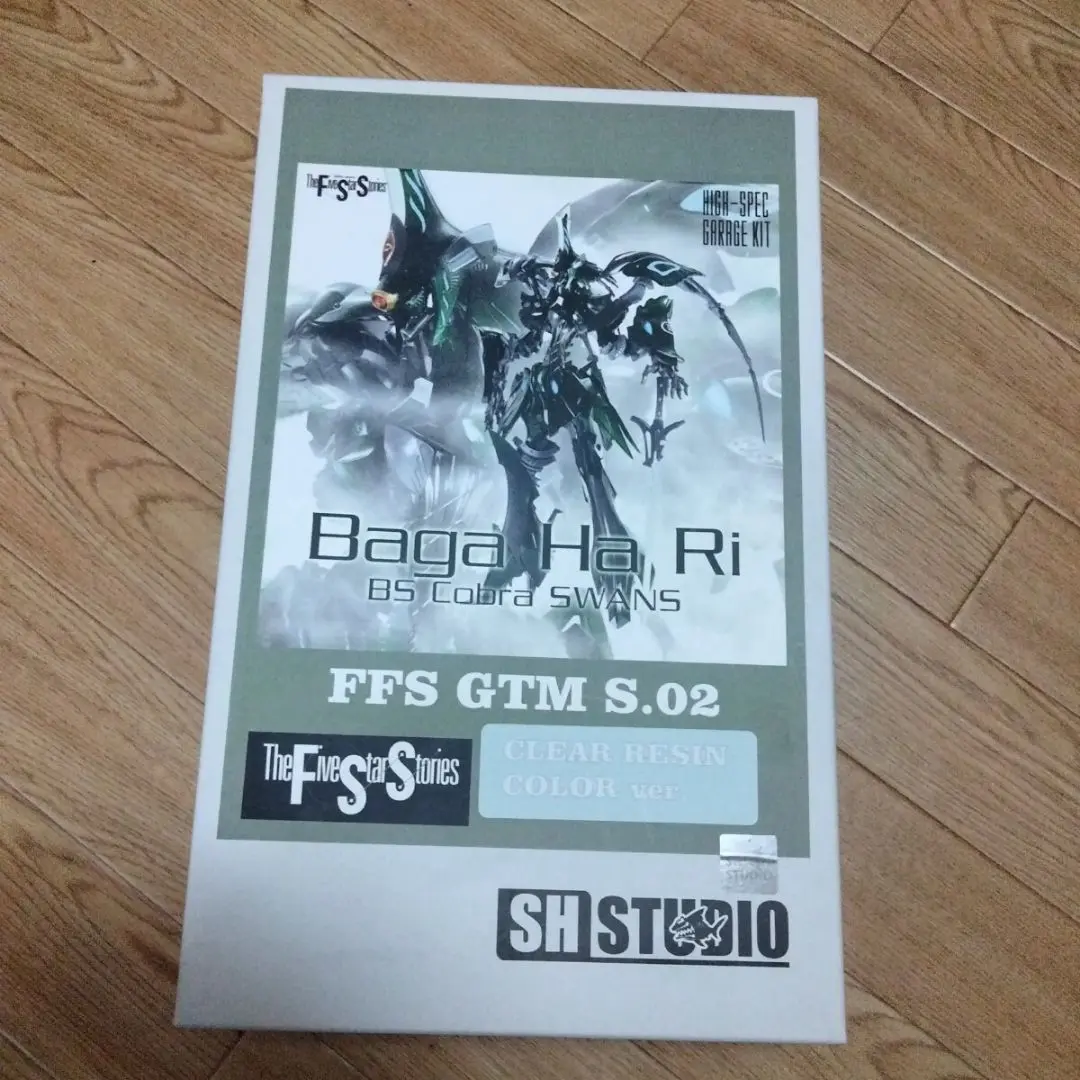 The Five Star Stories
HIGH-SPEC
GARAGE KIT
Baga Ha Ri
BS Cobra SWANS
FFS GTM S.02
The Five Star Stories
CLEAR RESIN
COLOR ver
STUDIO
SH STUDIO